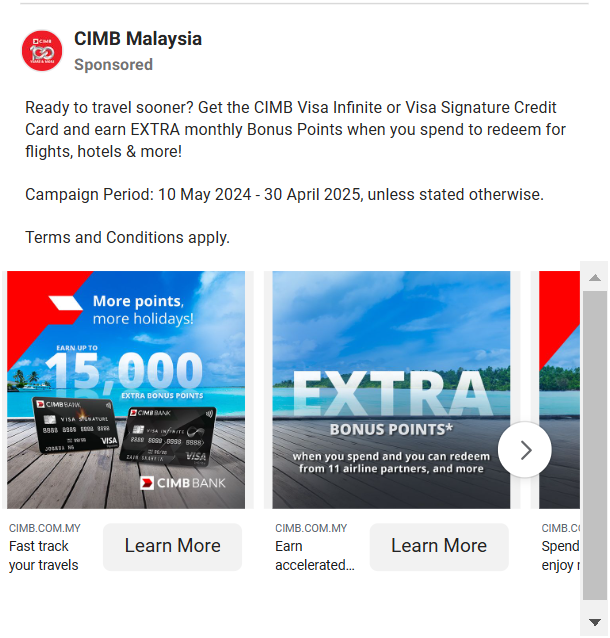 CIMB Malaysia
Sponsored
Ready to travel sooner? Get the CIMB Visa Infinite or Visa Signature Credit
Card and earn EXTRA monthly Bonus Points when you spend to redeem for
flights, hotels & more!
Campaign Period: 10 May 2024 - 30 April 2025, unless stated otherwise.
Terms and Conditions apply.
More points,
more holidays!
EARN UP TO
15,000
EXTRA BONUS POINTS
CIMB BANK
VISA SIGNATURE
VISA
CIMB BANK
VISA INFINITE
VISA
CIMB BANK
EXTRA
BONUS POINTS*
when you spend and you can redeem
from 11 airline partners, and more
CIMB.COM.MY
Fast track
your travels
Learn More
CIMB.COM.MY
Earn
accelerated...
Learn More
CIMB.C
Spend
enjoy